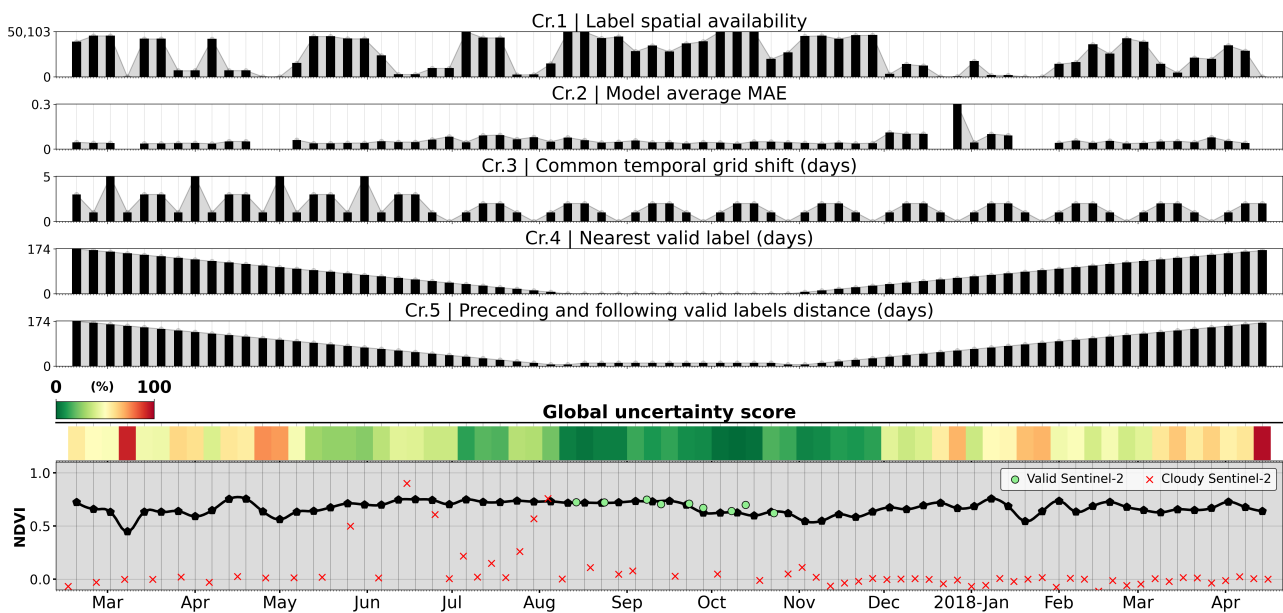 Cr.1 | Label spatial availability
50,103
0
Cr.2 | Model average MAE
0.3
0
Cr.3 | Common temporal grid shift (days)
5
0
Cr.4 | Nearest valid label (days)
174
0
Cr.5 | Preceding and following valid labels distance (days)
174
0
0 (%) 100
Global uncertainty score
1.0
0.5
0.0
NDVI
Valid Sentinel-2 Cloudy Sentinel-2
Mar Apr May Jun Jul Aug Sep Oct Nov Dec 2018-Jan Feb Mar Apr